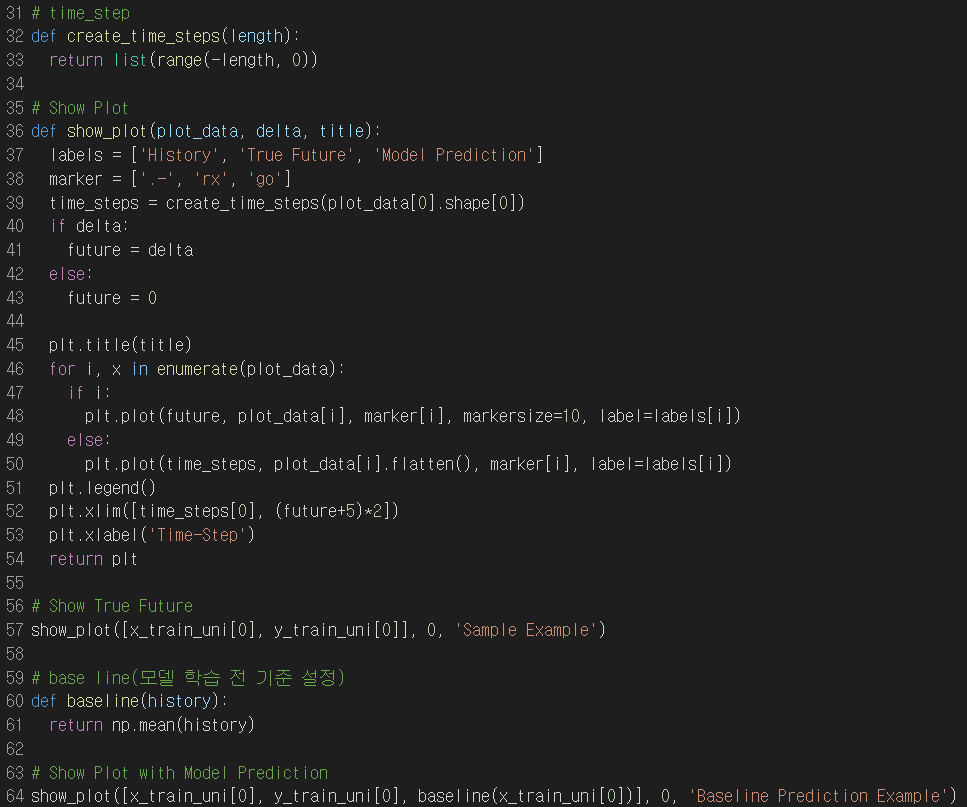 31 # time_step
32 def create_time_steps(length):
33   return list(range(-length, 0))
34
35 # Show Plot
36 def show_plot(plot_data, delta, title):
37   labels = ['History', 'True Future', 'Model Prediction']
38   marker = ['.-', 'rx', 'go']
39   time_steps = create_time_steps(plot_data[0].shape[0])
40   if delta:
41     future = delta
42   else:
43     future = 0
44
45   plt.title(title)
46   for i, x in enumerate(plot_data):
47     if i:
48       plt.plot(future, plot_data[i], marker[i], markersize=10, label=labels[i])
49     else:
50       plt.plot(time_steps, plot_data[i].flatten(), marker[i], label=labels[i])
51   plt.legend()
52   plt.xlim([time_steps[0], (future+5)*2])
53   plt.xlabel('Time-Step')
54   return plt
55
56 # Show True Future
57 show_plot([x_train_uni[0], y_train_uni[0]], 0, 'Sample Example')
58
59 # base line(모델 학습 전 기준 설정)
60 def baseline(history):
61   return np.mean(history)
62
63 # Show Plot with Model Prediction
64 show_plot([x_train_uni[0], y_train_uni[0], baseline(x_train_uni[0])], 0, 'Baseline Prediction Example')